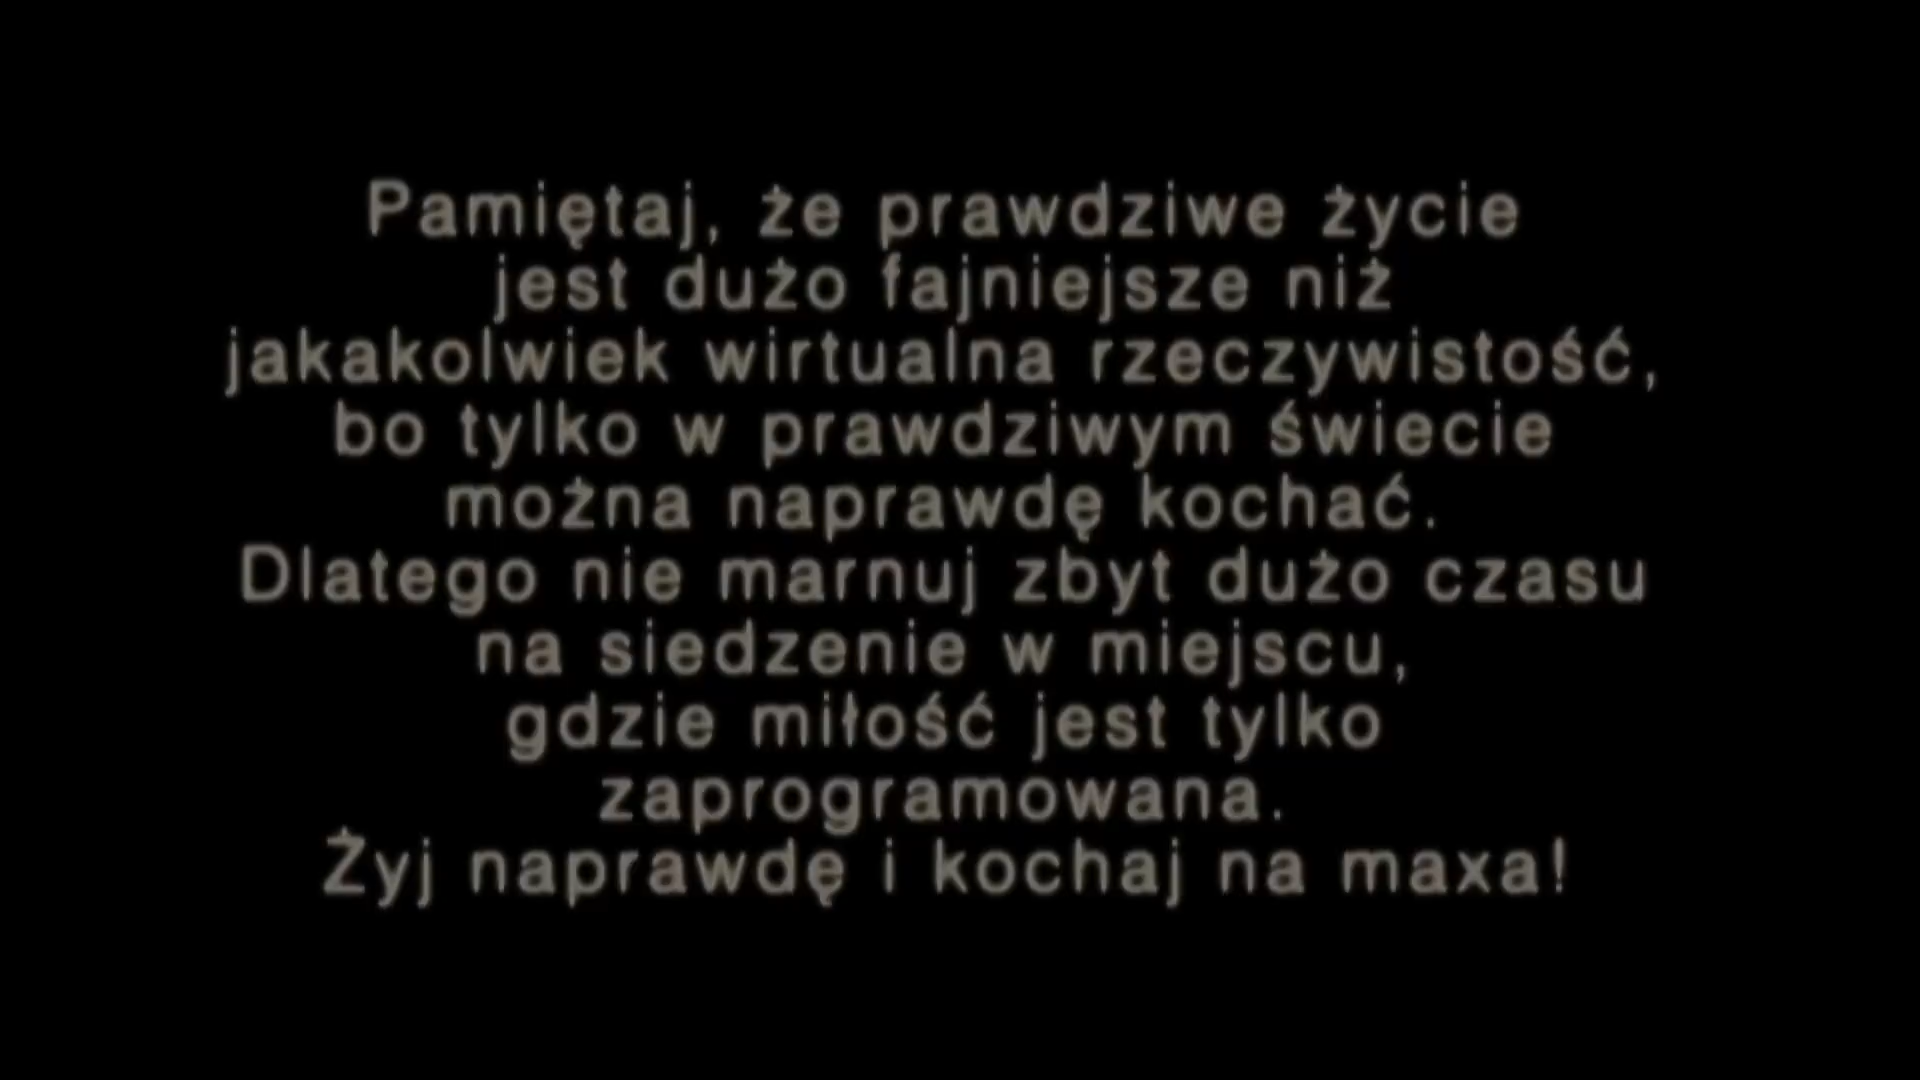 Pamiętaj, że prawdziwe życie
jest dużo fajniejsze niż
jakakolwiek wirtualna rzeczywistość,
bo tylko w prawdziwym świecie
można naprawdę kochać.
Dlatego nie marnuj zbyt dużo czasu
na siedzenie w miejscu,
gdzie miłość jest tylko
zaprogramowana.
Żyj naprawdę i kochaj na maxa!